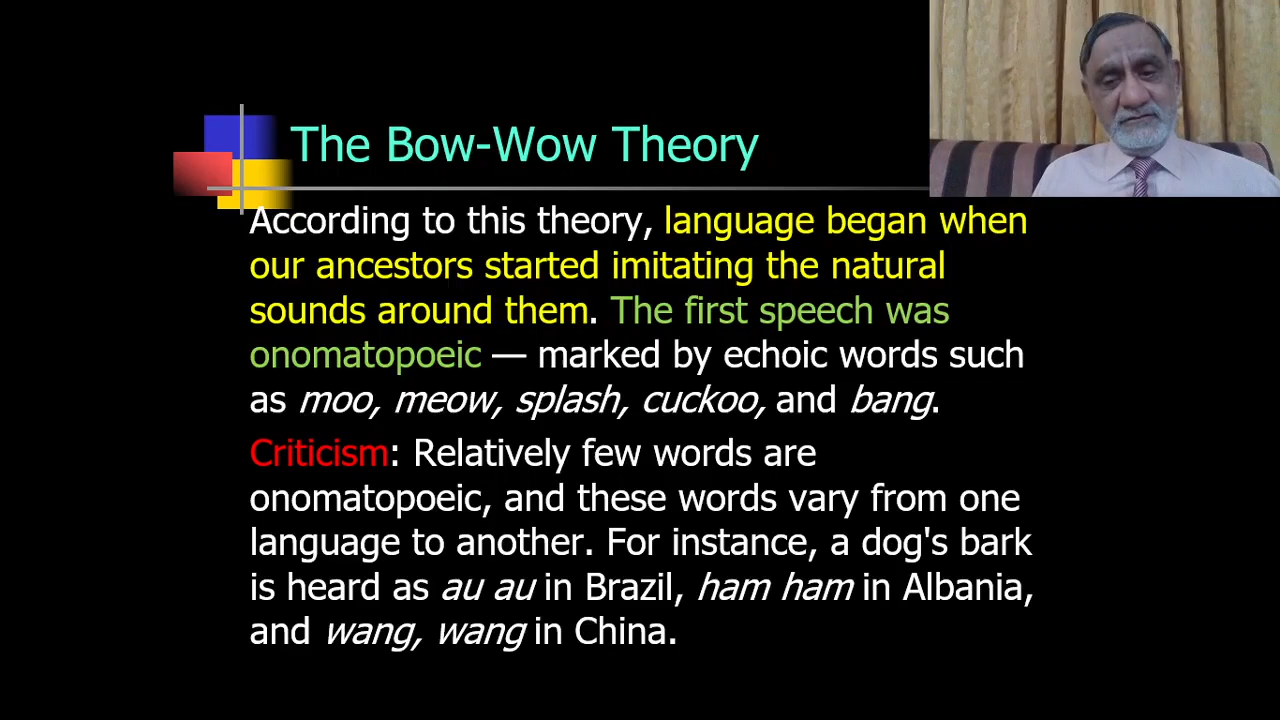 The Bow-Wow Theory
According to this theory, language began when
our ancestors started imitating the natural
sounds around them. The first speech was
onomatopoeic — marked by echoic words such
as moo, meow, splash, cuckoo, and bang.
Criticism: Relatively few words are
onomatopoeic, and these words vary from one
language to another. For instance, a dog's bark
is heard as au au in Brazil, ham ham in Albania,
and wang, wang in China.